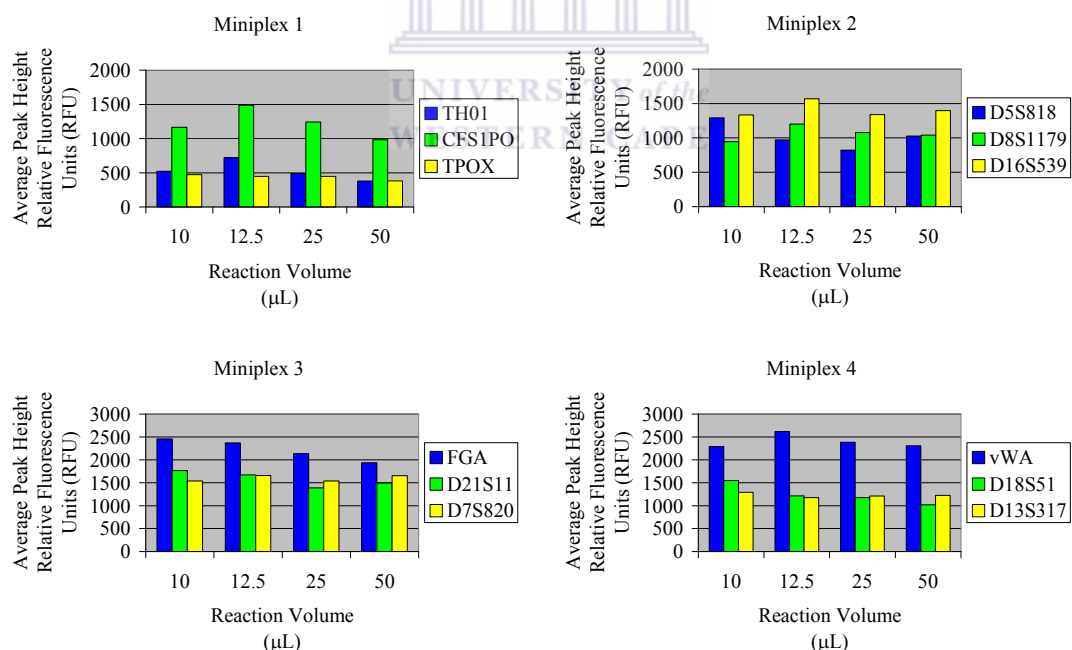 Miniplex 1
Average Peak Height
Relative Fluorescence
Units (RFU)
2000
1500
1000
500
0
10 12.5 25 50
Reaction Volume
(μL)
TH01
CFS1PO
TPOX
Miniplex 2
Average Peak Height
Relative Fluorescence
Units (RFU)
2000
1500
1000
500
0
10 12.5 25 50
Reaction Volume
(μL)
D5S818
D8S1179
D16S539
UNIVERSITY of the
WESTERN CAPE
Miniplex 3
Average Peak Height
Relative Fluorescence
Units (RFU)
3000
2500
2000
1500
1000
500
0
10 12.5 25 50
Reaction Volume
(μL)
FGA
D21S11
D7S820
Miniplex 4
Average Peak Height
Relative Fluorescence
Units (RFU)
3000
2500
2000
1500
1000
500
0
10 12.5 25 50
Reaction Volume
(μL)
vWA
D18S51
D13S317